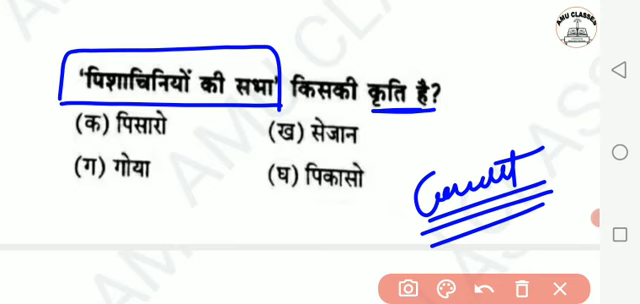 AMU CLASSES
'पिशाचिनियों की सभा' किसकी कृति है?
(क) पिसारो
(ख) सेजान
(ग) गोया
(घ) पिकासो